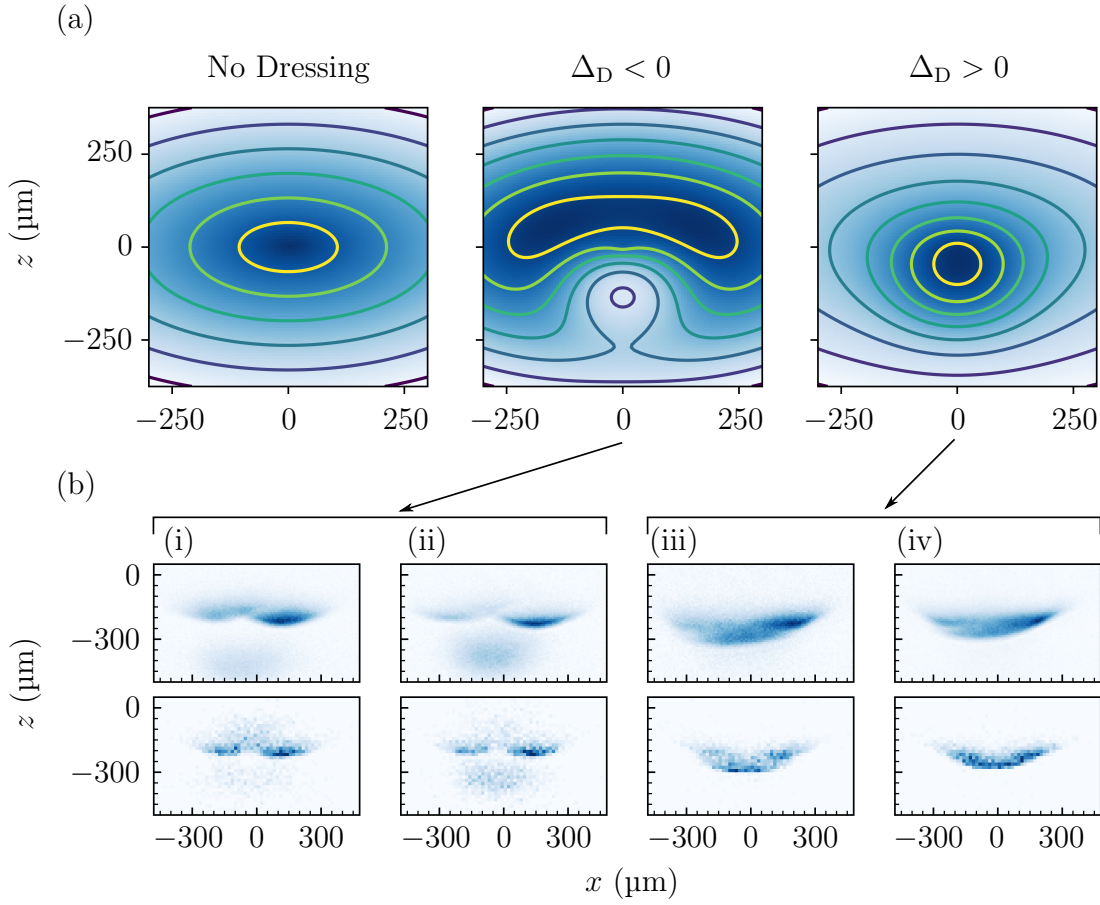 (a)
No Dressing
Δ_D < 0
Δ_D > 0
z (µm)
250
0
−250
−250 0 250
−250 0 250
−250 0 250
(b)
(i)
(ii)
(iii)
(iv)
z (µm)
0
−300
0
−300
−300 0 300
−300 0 300
−300 0 300
−300 0 300
x (µm)